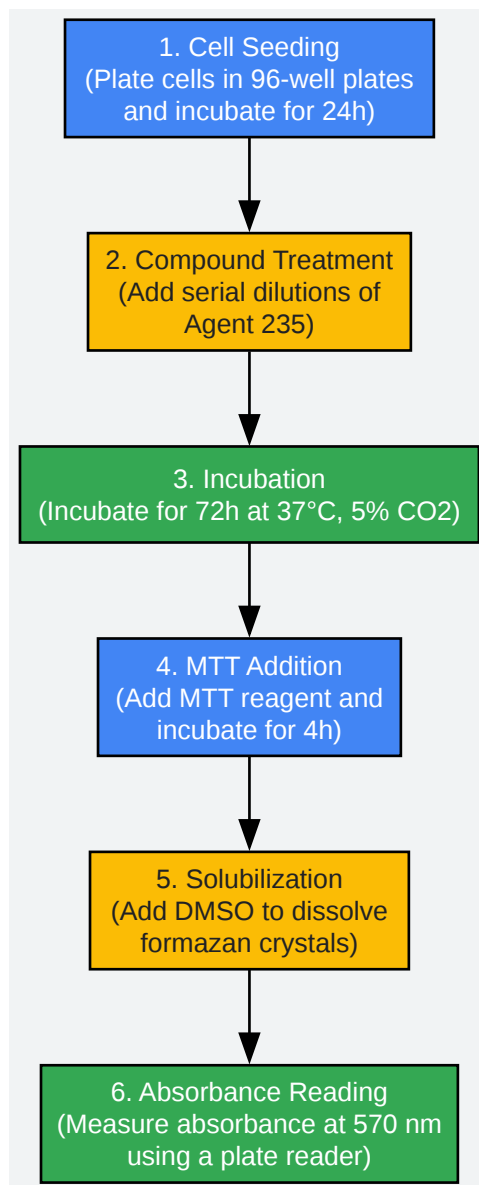 1. Cell Seeding
(Plate cells in 96-well plates
and incubate for 24h)
2. Compound Treatment
(Add serial dilutions of
Agent 235)
3. Incubation
(Incubate for 72h at 37°C, 5% CO2)
4. MTT Addition
(Add MTT reagent and
incubate for 4h)
5. Solubilization
(Add DMSO to dissolve
formazan crystals)
6. Absorbance Reading
(Measure absorbance at 570 nm
using a plate reader)